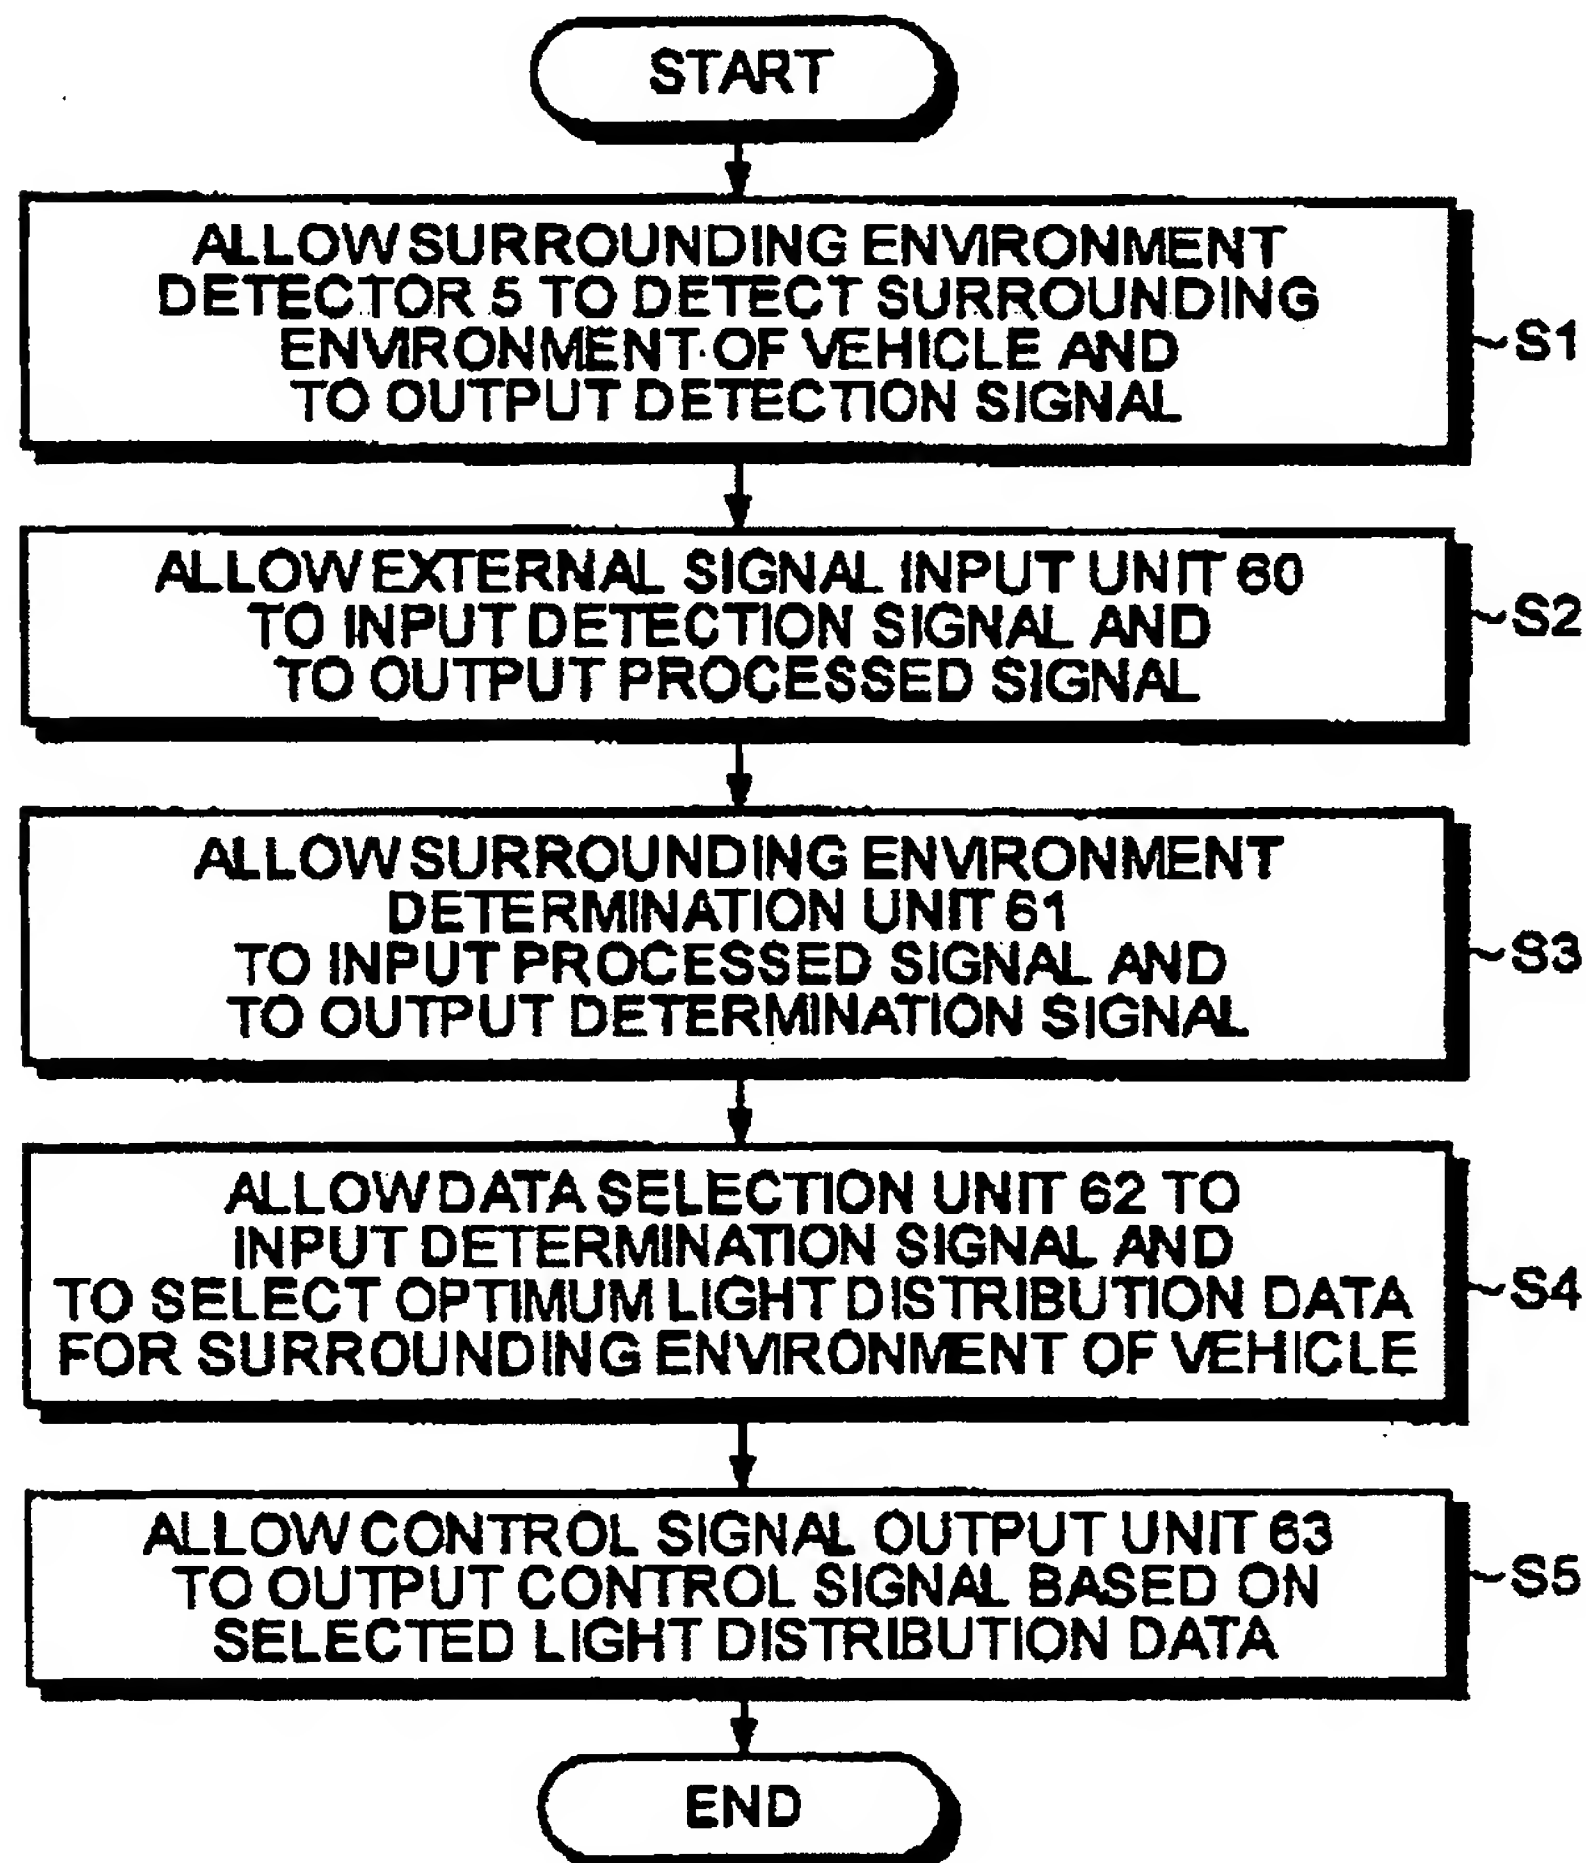 START
ALLOW SURROUNDING ENVIRONMENT
DETECTOR 5 TO DETECT SURROUNDING
ENVIRONMENT OF VEHICLE AND
TO OUTPUT DETECTION SIGNAL
S1
ALLOW EXTERNAL SIGNAL INPUT UNIT 60
TO INPUT DETECTION SIGNAL AND
TO OUTPUT PROCESSED SIGNAL
S2
ALLOW SURROUNDING ENVIRONMENT
DETERMINATION UNIT 61
TO INPUT PROCESSED SIGNAL AND
TO OUTPUT DETERMINATION SIGNAL
S3
ALLOW DATA SELECTION UNIT 62 TO
INPUT DETERMINATION SIGNAL AND
TO SELECT OPTIMUM LIGHT DISTRIBUTION DATA
FOR SURROUNDING ENVIRONMENT OF VEHICLE
S4
ALLOW CONTROL SIGNAL OUTPUT UNIT 63
TO OUTPUT CONTROL SIGNAL BASED ON
SELECTED LIGHT DISTRIBUTION DATA
S5
END